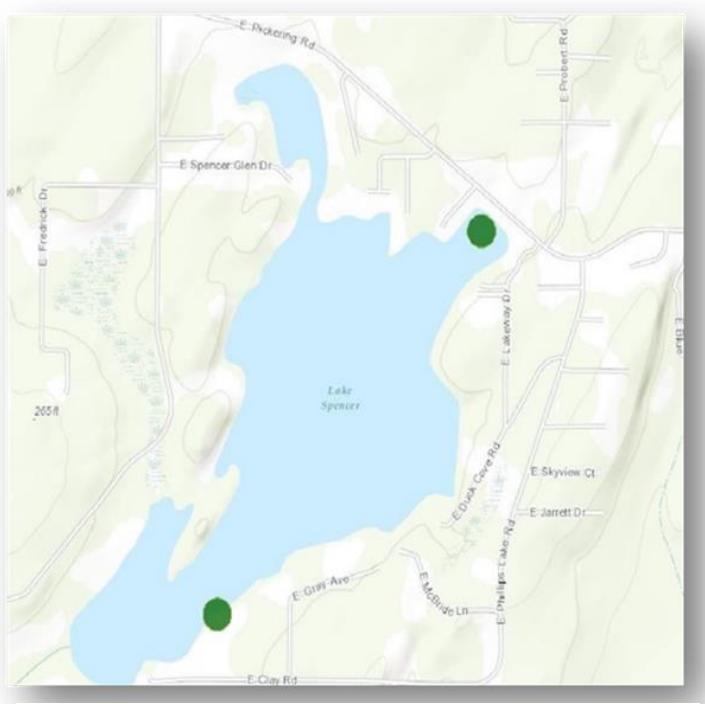 E Pickering Rd
E Probert Rd
E Spencer Glen Dr
E Fredrick Dr
E Lakeway Dr
E Blue
Lake
Spencer
265 ft
E Duck Cove Rd
E Skyview Ct
E Jarrett Dr
E Phillips Lake Rd
E Gray Ave
E McBride Ln
E Clay Rd